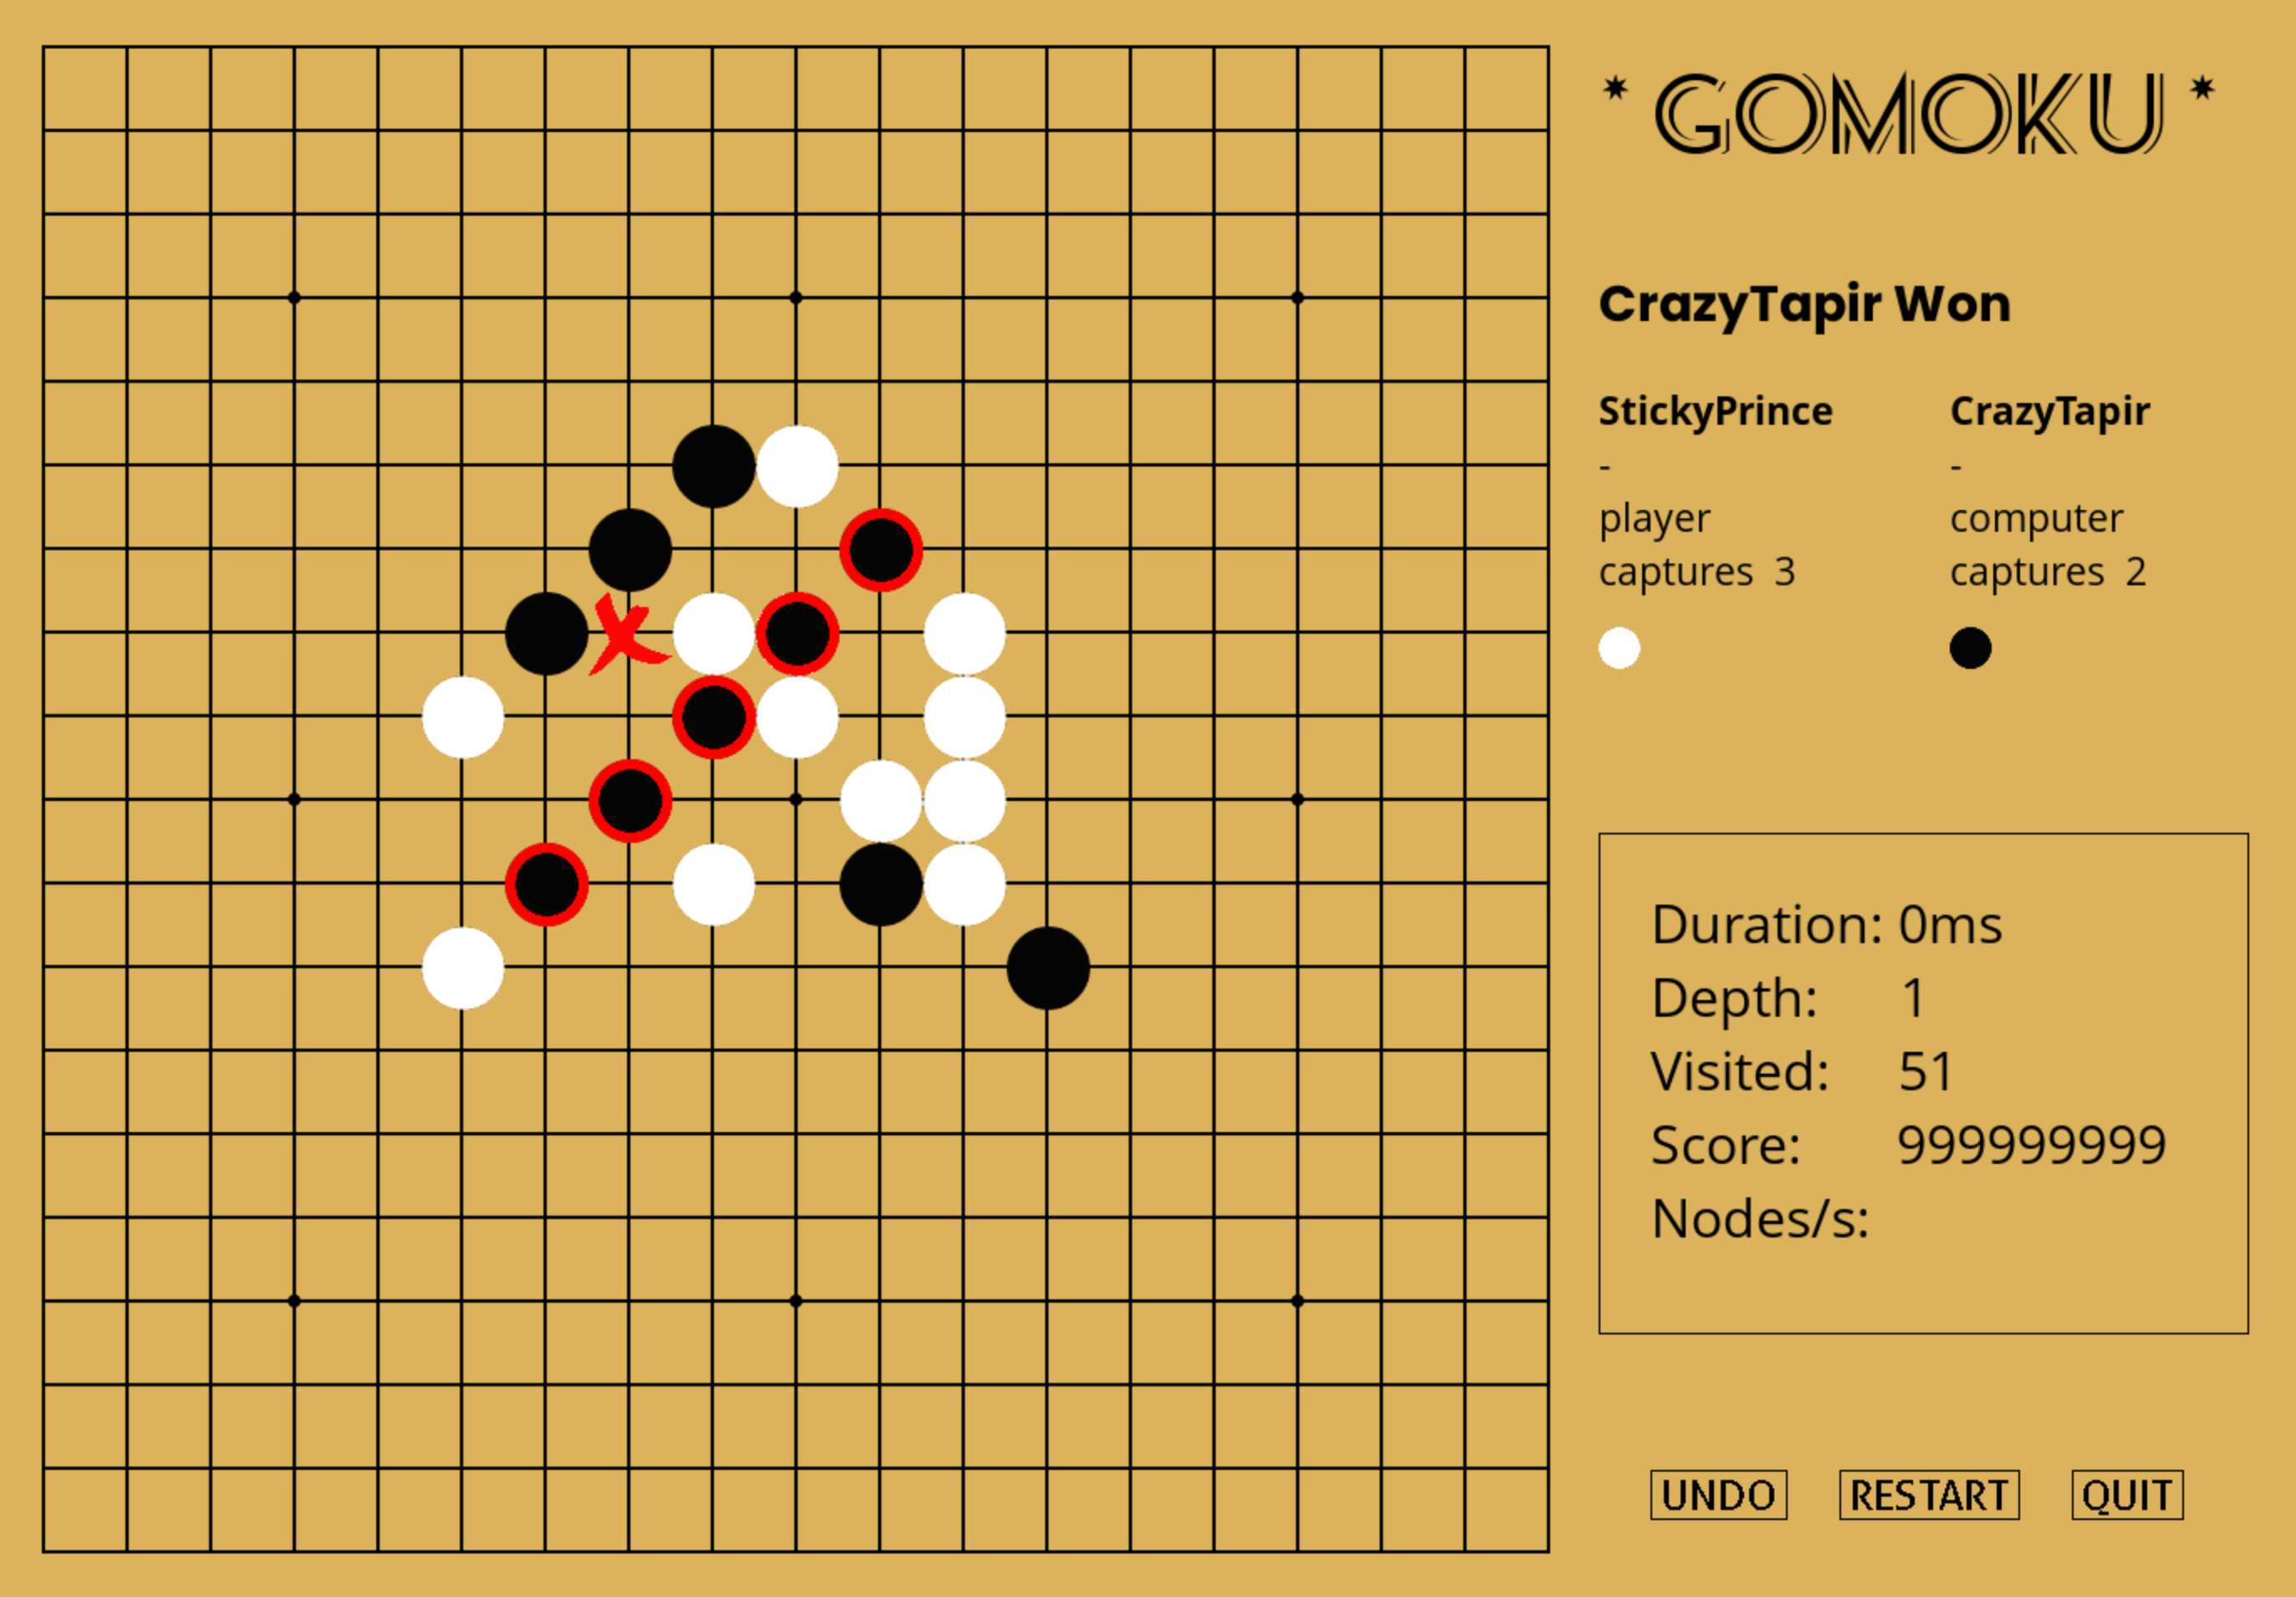 * GOMOKU *
CrazyTapir Won
StickyPrince CrazyTapir
- -
player computer
captures 3 captures 2
Duration: 0ms
Depth: 1
Visited: 51
Score: 999999999
Nodes/s:
UNDO RESTART QUIT